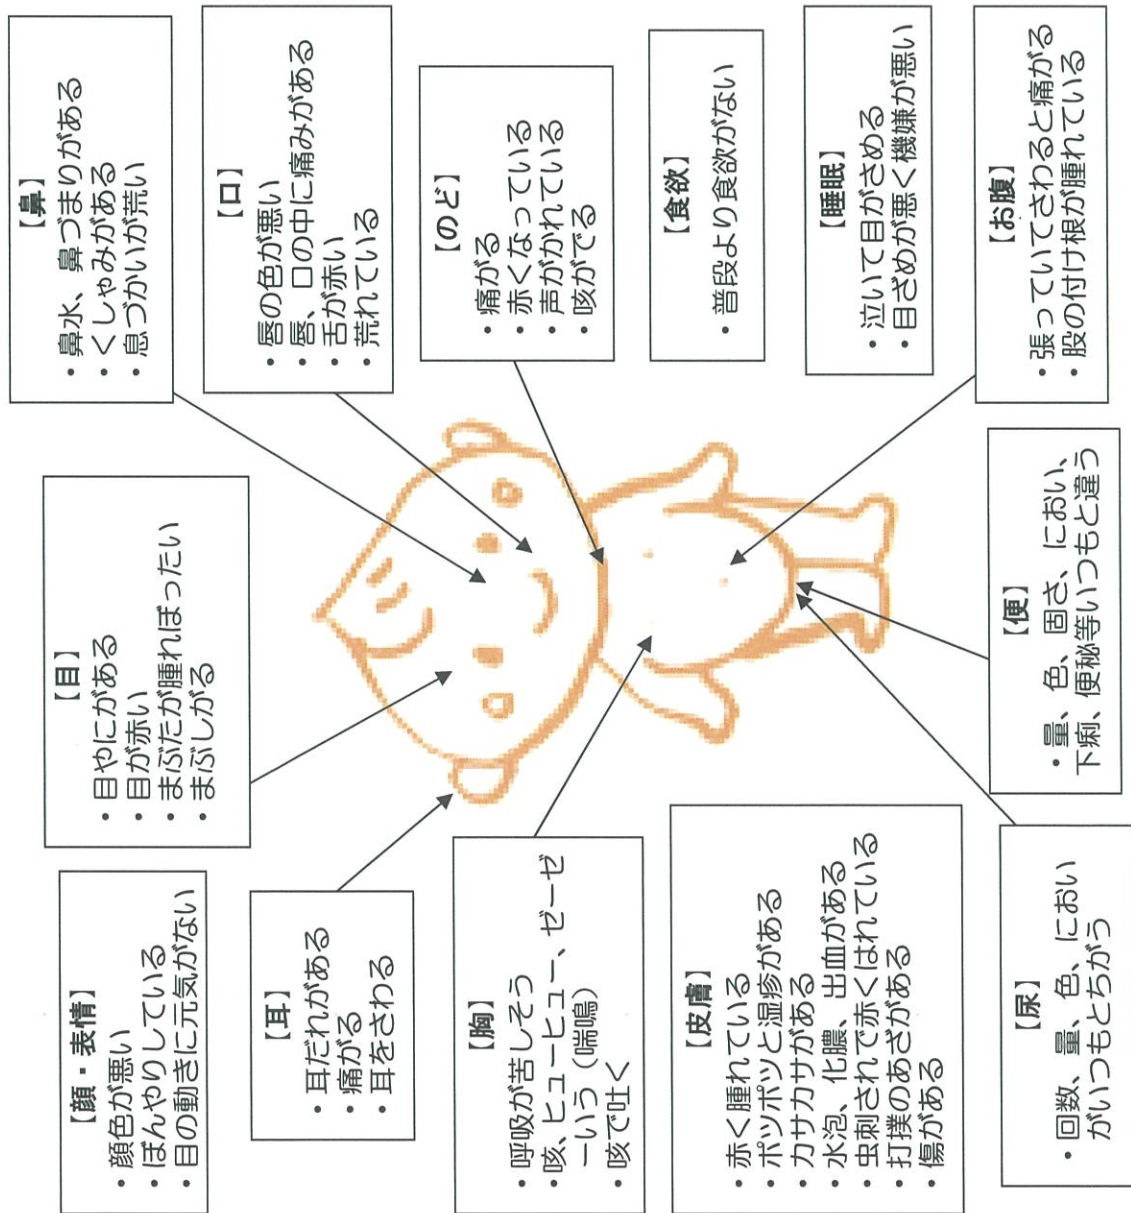 【顔・表情】
・顔色が悪い
・ぼんやりしている
・目の動きに元気がない
【目】
・目やにがある
・目が赤い
・まぶたが腫れぼったい
・まぶしがる
【鼻】
・鼻水、鼻づまりがある
・くしゃみがある
・息づかいが荒い
【耳】
・耳だれがある
・痛がる
・耳をさわる
【口】
・唇の色が悪い
・唇、口の中に痛みがある
・舌が赤い
・荒れている
【のど】
・痛がる
・赤くなっている
・声がかれている
・咳がでる
【胸】
・呼吸が苦しそう
・咳、ヒューヒュー、ゼーゼ
ーいう（喘鳴）
・咳で吐く
【食欲】
・普段より食欲がない
【皮膚】
・赤く腫れている
・ポツポツと湿疹がある
・カサカサがある
・水泡、化膿、出血がある
・虫刺されで赤くはれている
・打撲のあざがある
・傷がある
【睡眠】
・泣いて目がさめる
・目ざめが悪く機嫌が悪い
【お腹】
・張っていてさわると痛がる
・股の付け根が腫れている
【尿】
・回数、量、色、におい
がいつもとちがう
【便】
・量、色、固さ、におい、
下痢、便秘等いつもと違う